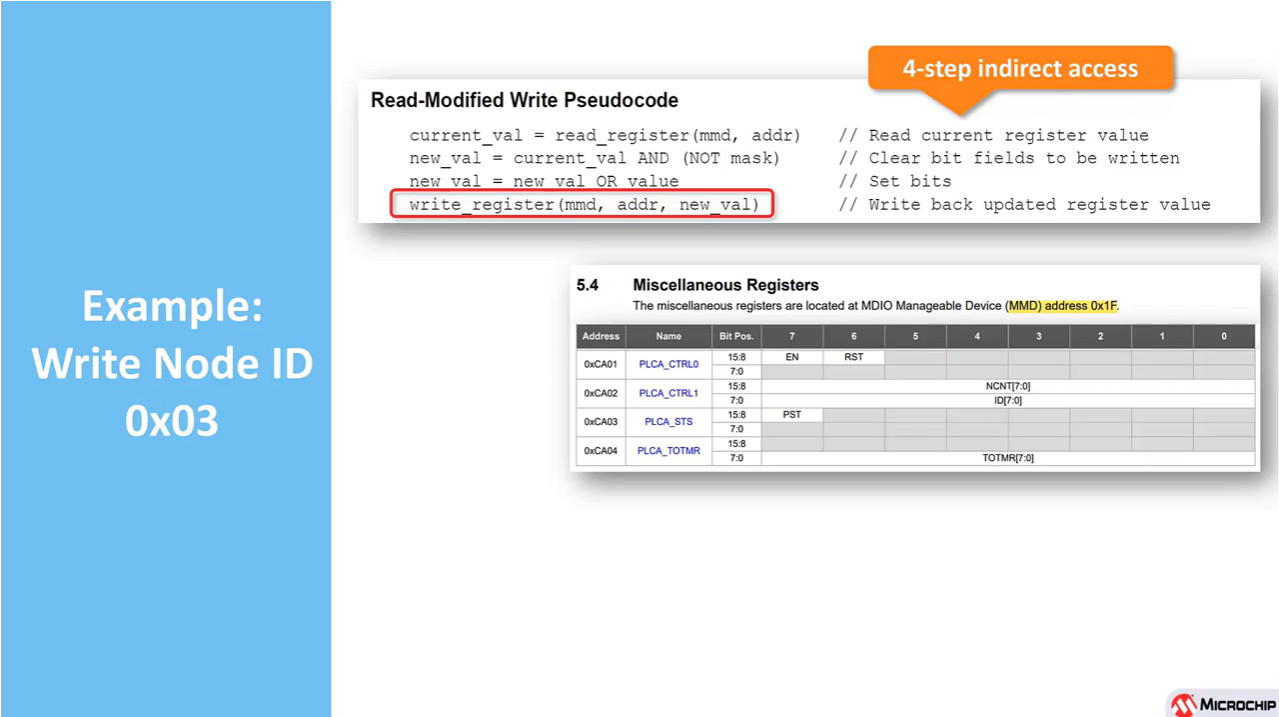 Example:
Write Node ID
0x03
4-step indirect access
Read-Modified Write Pseudocode
current_val = read_register(mmd, addr) // Read current register value
new_val = current_val AND (NOT mask) // Clear bit fields to be written
new_val = new_val OR value // Set bits
write_register(mmd, addr, new_val) // Write back updated register value
5.4 Miscellaneous Registers
The miscellaneous registers are located at MDIO Manageable Device (MMD) address 0x1F.
Address Name Bit Pos. 7 6 5 4 3 2 1 0
0xCA01 PLCA_CTRL0 15:8 EN RST
7:0
0xCA02 PLCA_CTRL1 15:8 NCNT[7:0]
7:0 ID[7:0]
0xCA03 PLCA_STS 15:8 PST
7:0
0xCA04 PLCA_TOTMR 15:8
7:0 TOTMR[7:0]
MICROCHIP